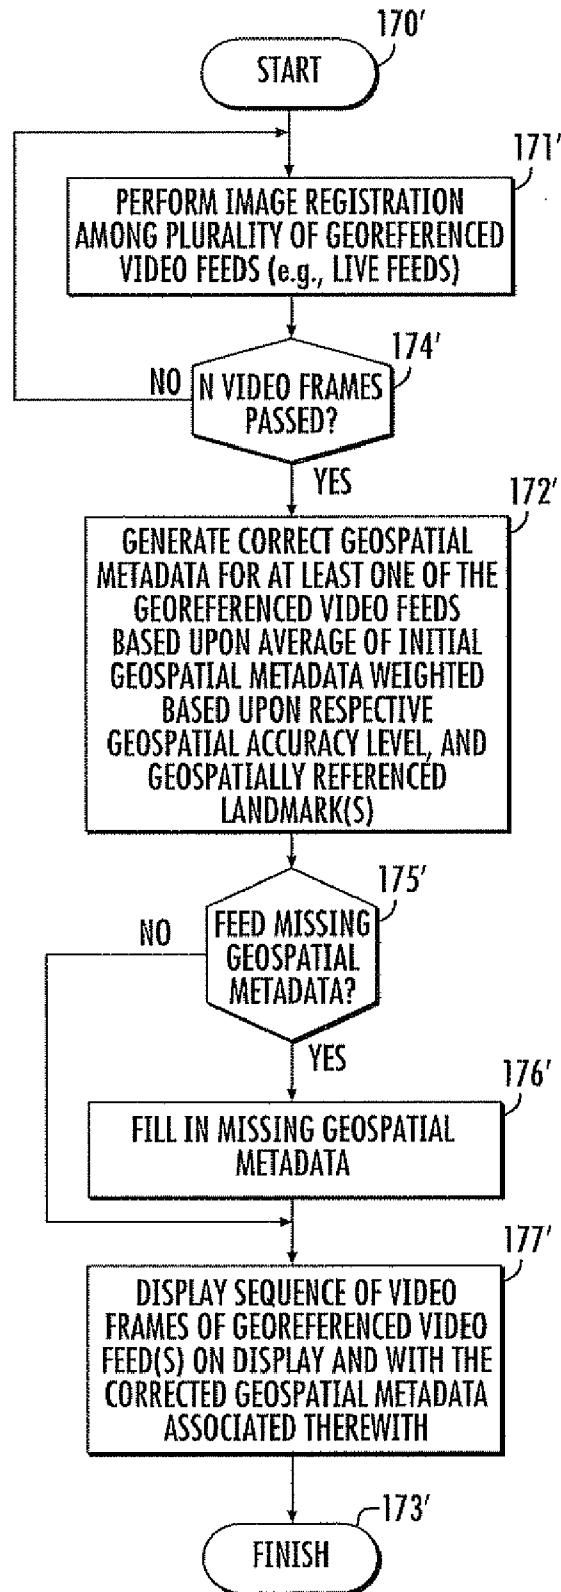 170'
START
171'
PERFORM IMAGE REGISTRATION
AMONG PLURALITY OF GEOREFERENCED
VIDEO FEEDS (e.g., LIVE FEEDS)
174'
NO
N VIDEO FRAMES
PASSED?
YES
172'
GENERATE CORRECT GEOSPATIAL
METADATA FOR AT LEAST ONE OF THE
GEOREFERENCED VIDEO FEEDS
BASED UPON AVERAGE OF INITIAL
GEOSPATIAL METADATA WEIGHTED
BASED UPON RESPECTIVE
GEOSPATIAL ACCURACY LEVEL, AND
GEOSPATIALLY REFERENCED
LANDMARK(S)
175'
NO
FEED MISSING
GEOSPATIAL
METADATA?
YES
176'
FILL IN MISSING GEOSPATIAL
METADATA
177'
DISPLAY SEQUENCE OF VIDEO
FRAMES OF GEOREFERENCED VIDEO
FEED(S) ON DISPLAY AND WITH THE
CORRECTED GEOSPATIAL METADATA
ASSOCIATED THEREWITH
173'
FINISH